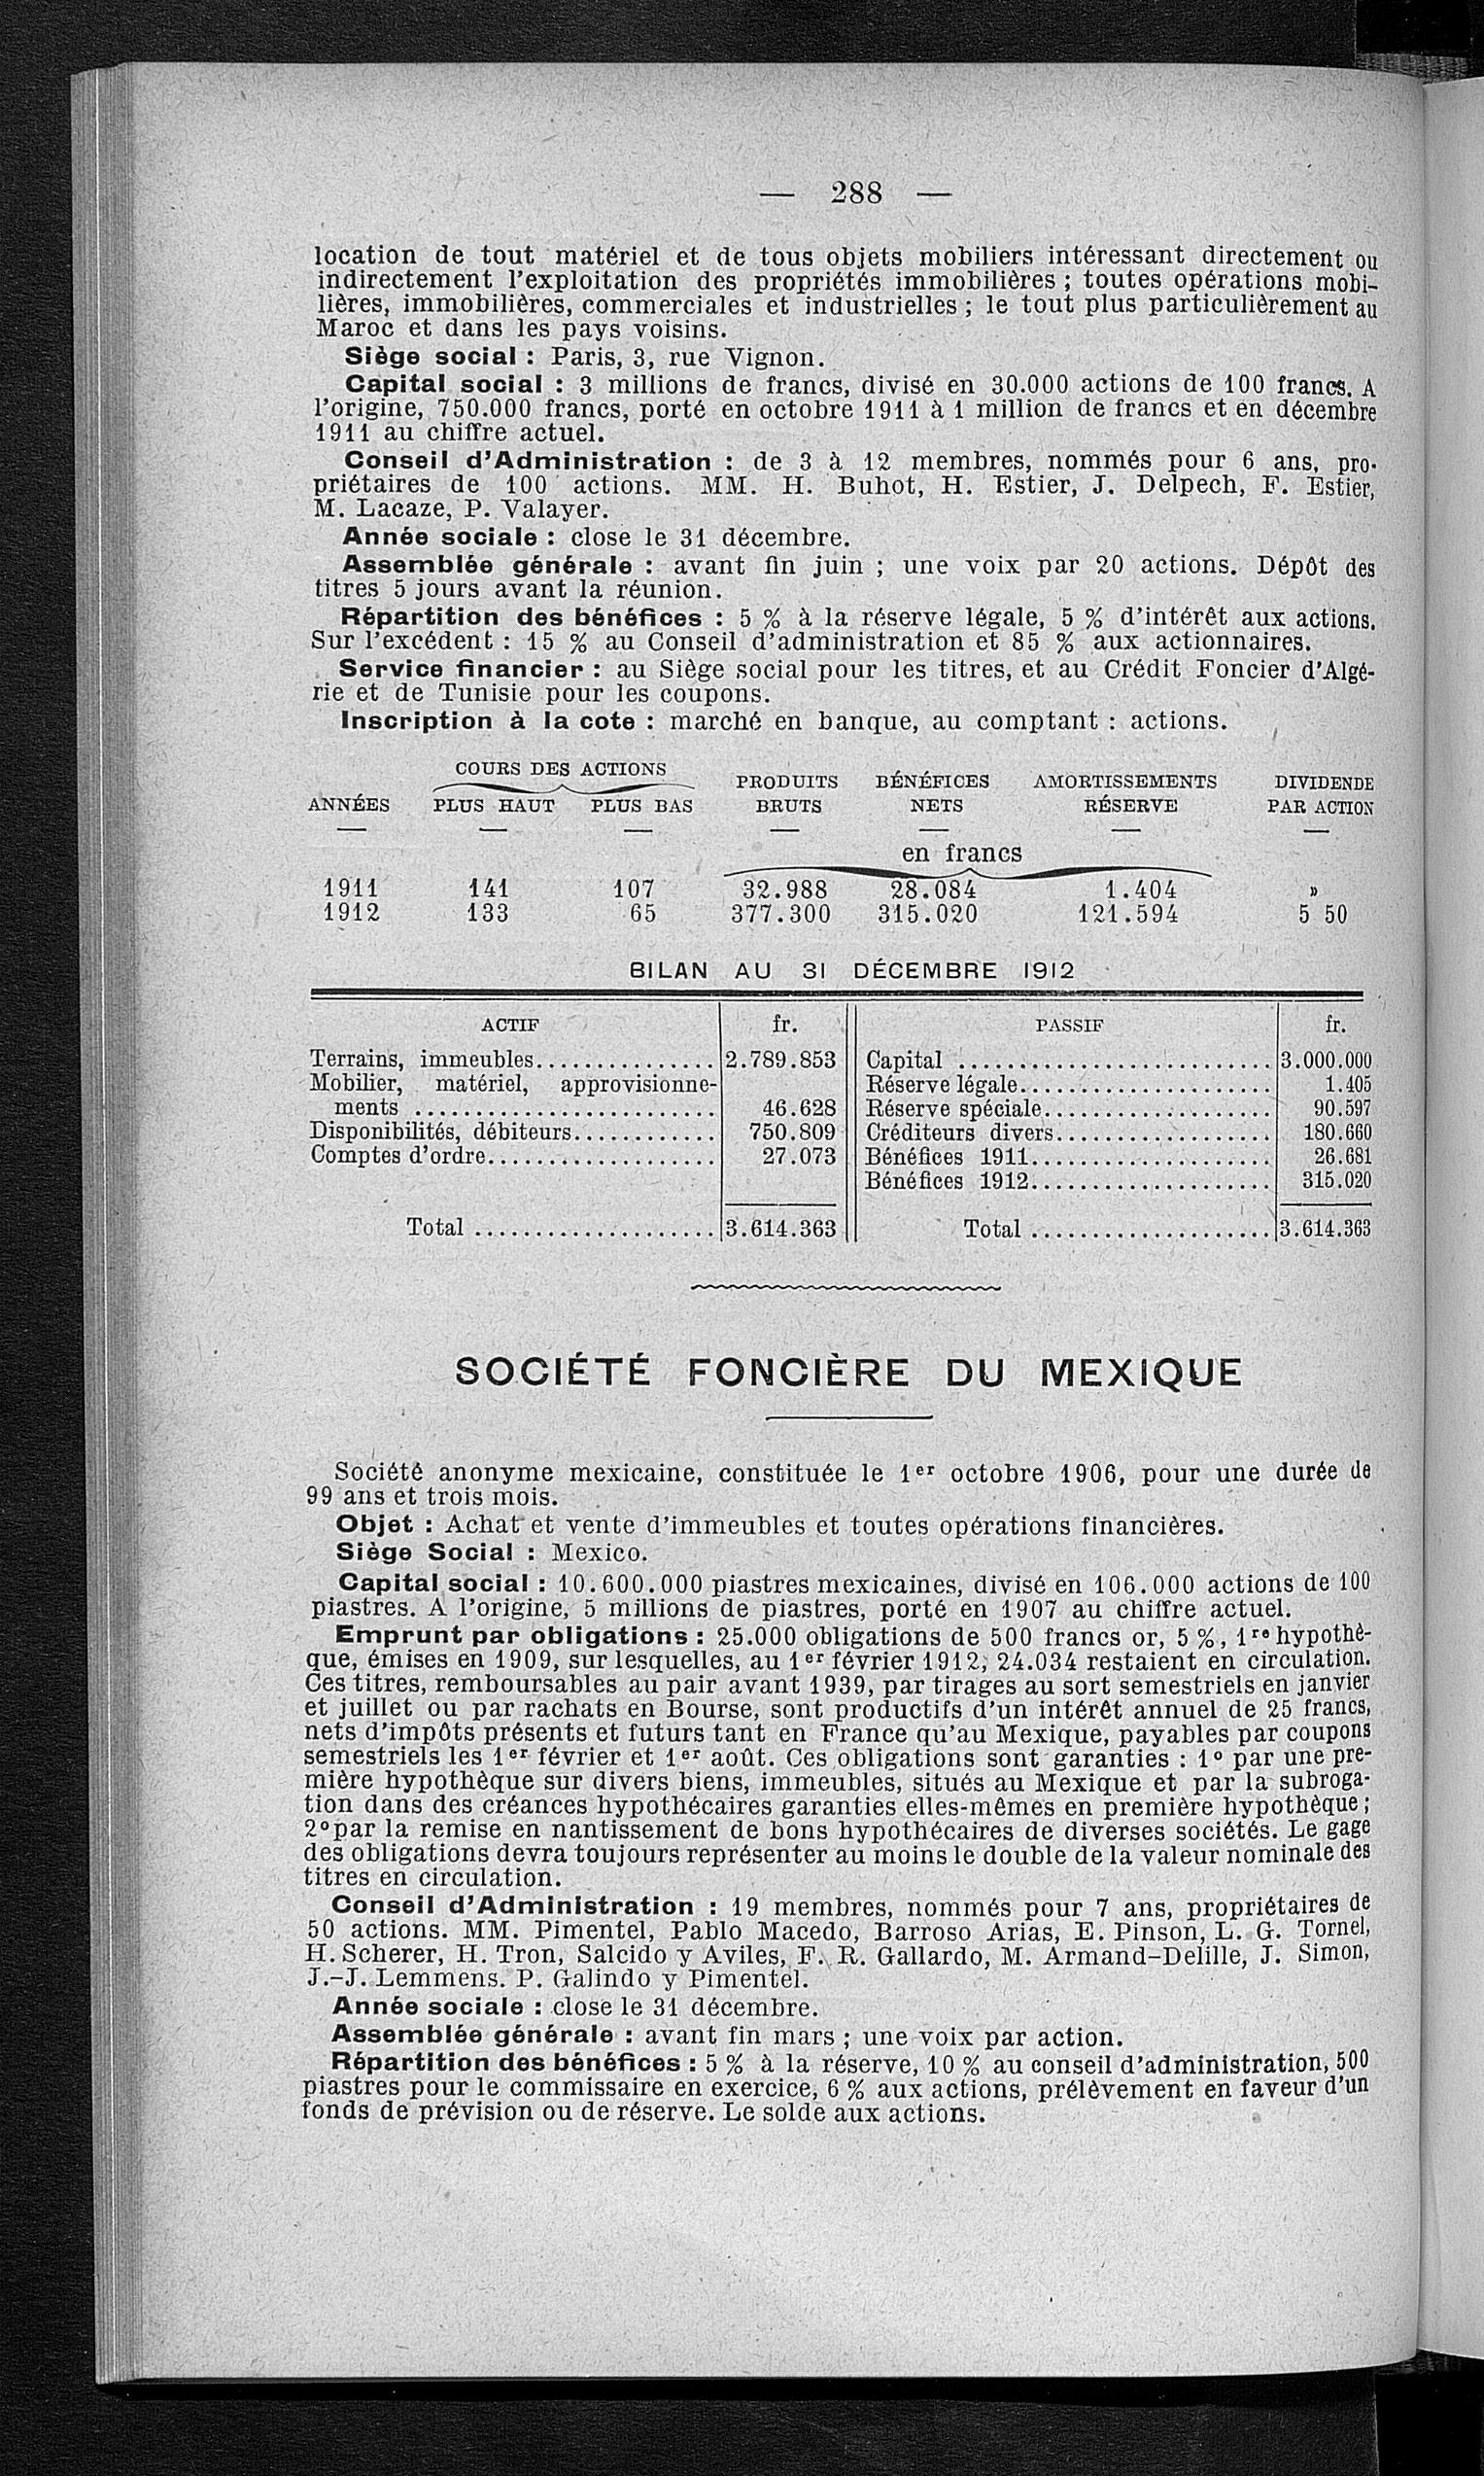 — 288 —
location de tout matériel et de tous objets mobiliers intéressant directement ou
indirectement l'exploitation des propriétés immobilières ; toutes opérations mobi-
lières, immobilières, commerciales et industrielles ; le tout plus particulièrement au
Maroc et dans les pays voisins.
Siège social : Paris, 3, rue Vignon.
Capital social : 3 millions de francs, divisé en 30.000 actions de 100 francs. A
l'origine, 750.000 francs, porté en octobre 1911 à 1 million de francs et en décembre
1911 au chiffre actuel.
Conseil d'Administration : de 3 à 12 membres, nommés pour 6 ans, pro-
priétaires de 100 actions. MM. H. Buhot, H. Estier, J. Delpech, F. Estier,
M. Lacaze, P. Valayer.
Année sociale : close le 31 décembre.
Assemblée générale : avant fin juin ; une voix par 20 actions. Dépôt des
titres 5 jours avant la réunion.
Répartition des bénéfices : 5 % à la réserve légale, 5 % d'intérêt aux actions.
Sur l'excédent : 15 % au Conseil d'administration et 85 % aux actionnaires.
Service financier : au Siège social pour les titres, et au Crédit Foncier d'Algé-
rie et de Tunisie pour les coupons.
Inscription à la cote : marché en banque, au comptant : actions.
COURS DES ACTIONS PRODUITS BÉNÉFICES AMORTISSEMENTS DIVIDENDE
ANNÉES PLUS HAUT PLUS BAS BRUTS NETS RÉSERVE PAR ACTION
en francs
1911 141 107 32.988 28.084 1.404 »
1912 133 65 377.300 315.020 121.594 5 50
BILAN AU 31 DÉCEMBRE 1912
ACTIF fr. PASSIF fr.
Terrains, immeubles............... 2.789.853 Capital .......................... 3.000.000
Mobilier, matériel, approvisionne- Réserve légale..................... 1.405
ments ......................... 46.628 Réserve spéciale................... 90.597
Disponibilités, débiteurs............ 750.809 Créditeurs divers.................. 180.660
Comptes d'ordre................... 27.073 Bénéfices 1911.................... 26.681
Bénéfices 1912.................... 315.020
Total .................... 3.614.363 Total .................... 3.614.363
SOCIÉTÉ FONCIÈRE DU MEXIQUE
Société anonyme mexicaine, constituée le 1er octobre 1906, pour une durée de
99 ans et trois mois.
Objet : Achat et vente d'immeubles et toutes opérations financières.
Siège Social : Mexico.
Capital social : 10.600.000 piastres mexicaines, divisé en 106.000 actions de 100
piastres. A l'origine, 5 millions de piastres, porté en 1907 au chiffre actuel.
Emprunt par obligations : 25.000 obligations de 500 francs or, 5 %, 1re hypothè-
que, émises en 1909, sur lesquelles, au 1er février 1912, 24.034 restaient en circulation.
Ces titres, remboursables au pair avant 1939, par tirages au sort semestriels en janvier
et juillet ou par rachats en Bourse, sont productifs d'un intérêt annuel de 25 francs,
nets d'impôts présents et futurs tant en France qu'au Mexique, payables par coupons
semestriels les 1er février et 1er août. Ces obligations sont garanties : 1o par une pre-
mière hypothèque sur divers biens, immeubles, situés au Mexique et par la subroga-
tion dans des créances hypothécaires garanties elles-mêmes en première hypothèque ;
2o par la remise en nantissement de bons hypothécaires de diverses sociétés. Le gage
des obligations devra toujours représenter au moins le double de la valeur nominale des
titres en circulation.
Conseil d'Administration : 19 membres, nommés pour 7 ans, propriétaires de
50 actions. MM. Pimentel, Pablo Macedo, Barroso Arias, E. Pinson, L. G. Tornel,
H. Scherer, H. Tron, Salcido y Aviles, F. R. Gallardo, M. Armand-Delille, J. Simon,
J.-J. Lemmens. P. Galindo y Pimentel.
Année sociale : close le 31 décembre.
Assemblée générale : avant fin mars ; une voix par action.
Répartition des bénéfices : 5 % à la réserve, 10 % au conseil d'administration, 500
piastres pour le commissaire en exercice, 6 % aux actions, prélèvement en faveur d'un
fonds de prévision ou de réserve. Le solde aux actions.